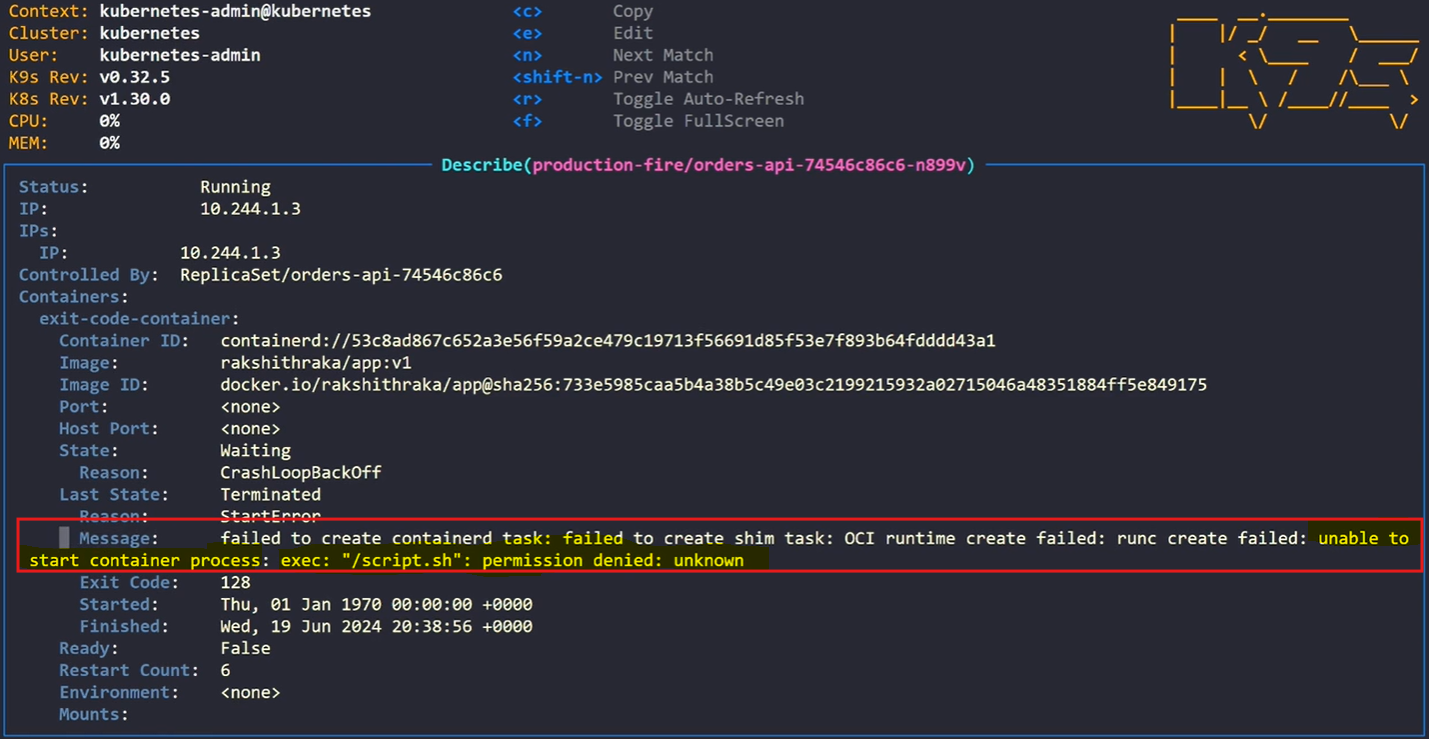 Context: kubernetes-admin@kubernetes <c> Copy
Cluster: kubernetes <e> Edit
User: kubernetes-admin <n> Next Match
K9s Rev: v0.32.5 <shift-n> Prev Match
K8s Rev: v1.30.0 <r> Toggle Auto-Refresh
CPU: 0% <f> Toggle FullScreen
MEM: 0%
K9s
Describe(production-fire/orders-api-74546c86c6-n899v)
Status: Running
IP: 10.244.1.3
IPs:
IP: 10.244.1.3
Controlled By: ReplicaSet/orders-api-74546c86c6
Containers:
exit-code-container:
Container ID: containerd://53c8ad867c652a3e56f59a2ce479c19713f56691d85f53e7f893b64fdddd43a1
Image: rakshithraka/app:v1
Image ID: docker.io/rakshithraka/app@sha256:733e5985caa5b4a38b5c49e03c2199215932a02715046a48351884ff5e849175
Port: <none>
Host Port: <none>
State: Waiting
Reason: CrashLoopBackOff
Last State: Terminated
Reason: StartError
Message: failed to create containerd task: failed to create shim task: OCI runtime create failed: runc create failed: unable to
start container process: exec: "/script.sh": permission denied: unknown
Exit Code: 128
Started: Thu, 01 Jan 1970 00:00:00 +0000
Finished: Wed, 19 Jun 2024 20:38:56 +0000
Ready: False
Restart Count: 6
Environment: <none>
Mounts: